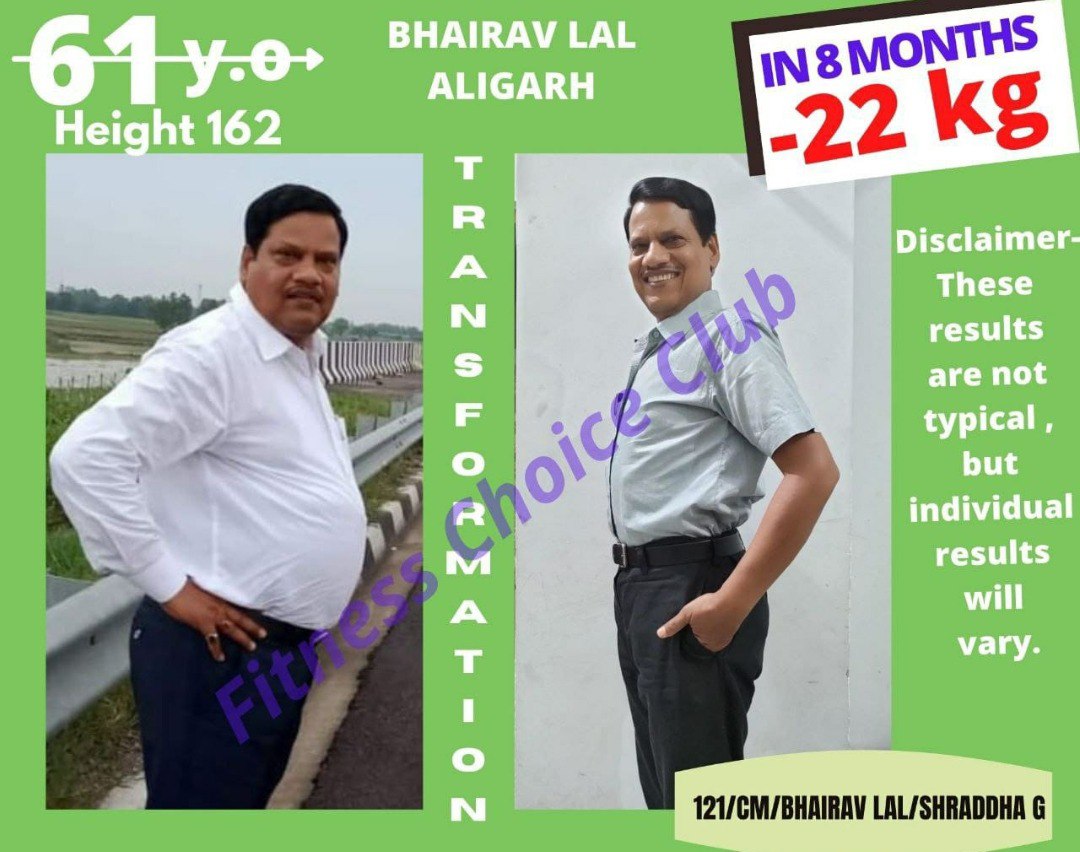 61 y.o
Height 162
BHAIRAV LAL
ALIGARH
IN 8 MONTHS
-22 kg
TRANSFORMATION
Fitness Choice Club
Disclaimer-
These
results
are not
typical ,
but
individual
results
will
vary.
121/CM/BHAIRAV LAL/SHRADDHA G